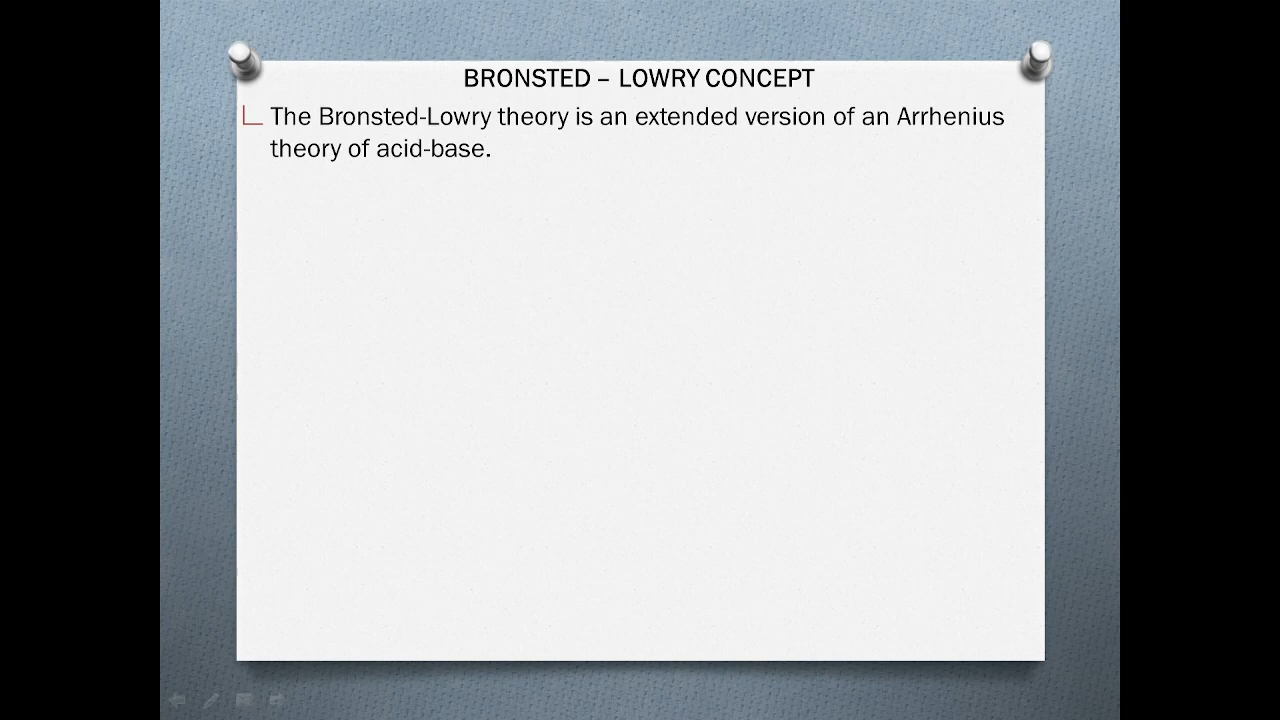 BRONSTED – LOWRY CONCEPT
The Bronsted-Lowry theory is an extended version of an Arrhenius
theory of acid-base.